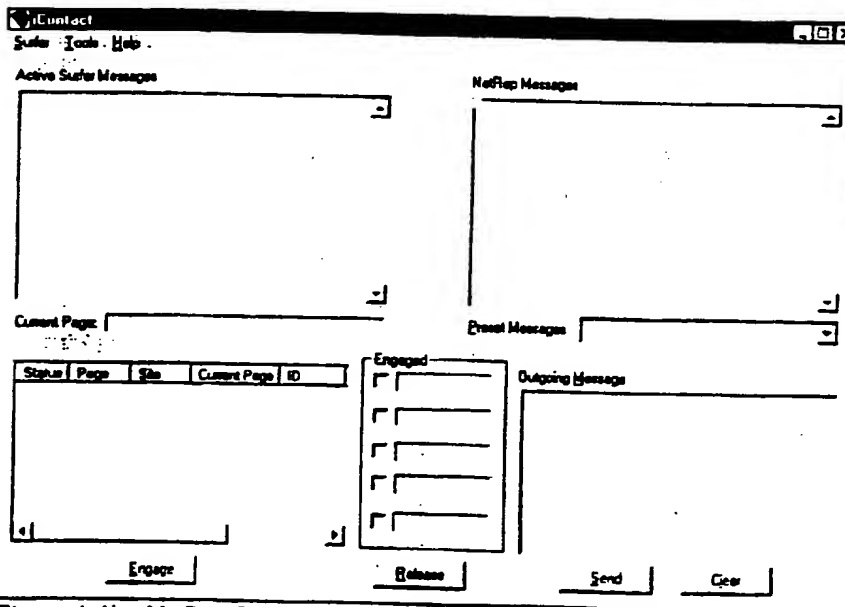 iContact
Surfer Tools Help
Active Surfer Messages
NetRep Messages
Current Page:
Preset Messages
Status Page Site Current Page ID
Engaged
Outgoing Message
Engage
Release
Send
Clear